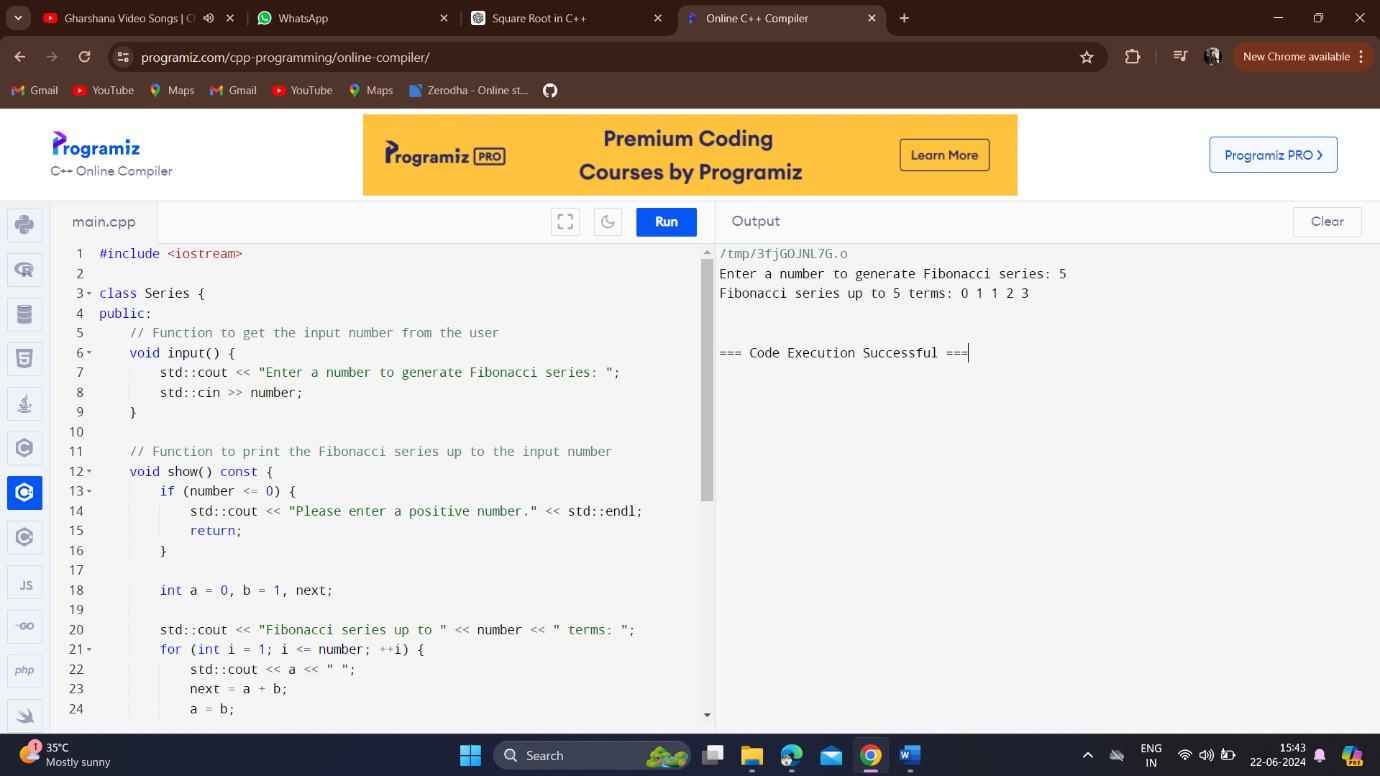 Gharshana Video Songs | C
WhatsApp
Square Root in C++
Online C++ Compiler
programiz.com/cpp-programming/online-compiler/
New Chrome available
Gmail
YouTube
Maps
Gmail
YouTube
Maps
Zerodha - Online st...
Programiz
C++ Online Compiler
Programiz PRO
Premium Coding
Courses by Programiz
Learn More
Programiz PRO
main.cpp
Run
Output
Clear
1 #include <iostream>
2
3 class Series {
4 public:
5 // Function to get the input number from the user
6 void input() {
7 std::cout << "Enter a number to generate Fibonacci series: ";
8 std::cin >> number;
9 }
10
11 // Function to print the Fibonacci series up to the input number
12 void show() const {
13 if (number <= 0) {
14 std::cout << "Please enter a positive number." << std::endl;
15 return;
16 }
17
18 int a = 0, b = 1, next;
19
20 std::cout << "Fibonacci series up to " << number << " terms: ";
21 for (int i = 1; i <= number; ++i) {
22 std::cout << a << " ";
23 next = a + b;
24 a = b;
/tmp/3fjGOJNL7G.o
Enter a number to generate Fibonacci series: 5
Fibonacci series up to 5 terms: 0 1 1 2 3
=== Code Execution Successful ===
JS
GO
php
1
35°C
Mostly sunny
Search
ENG
IN
15:43
22-06-2024
PRE